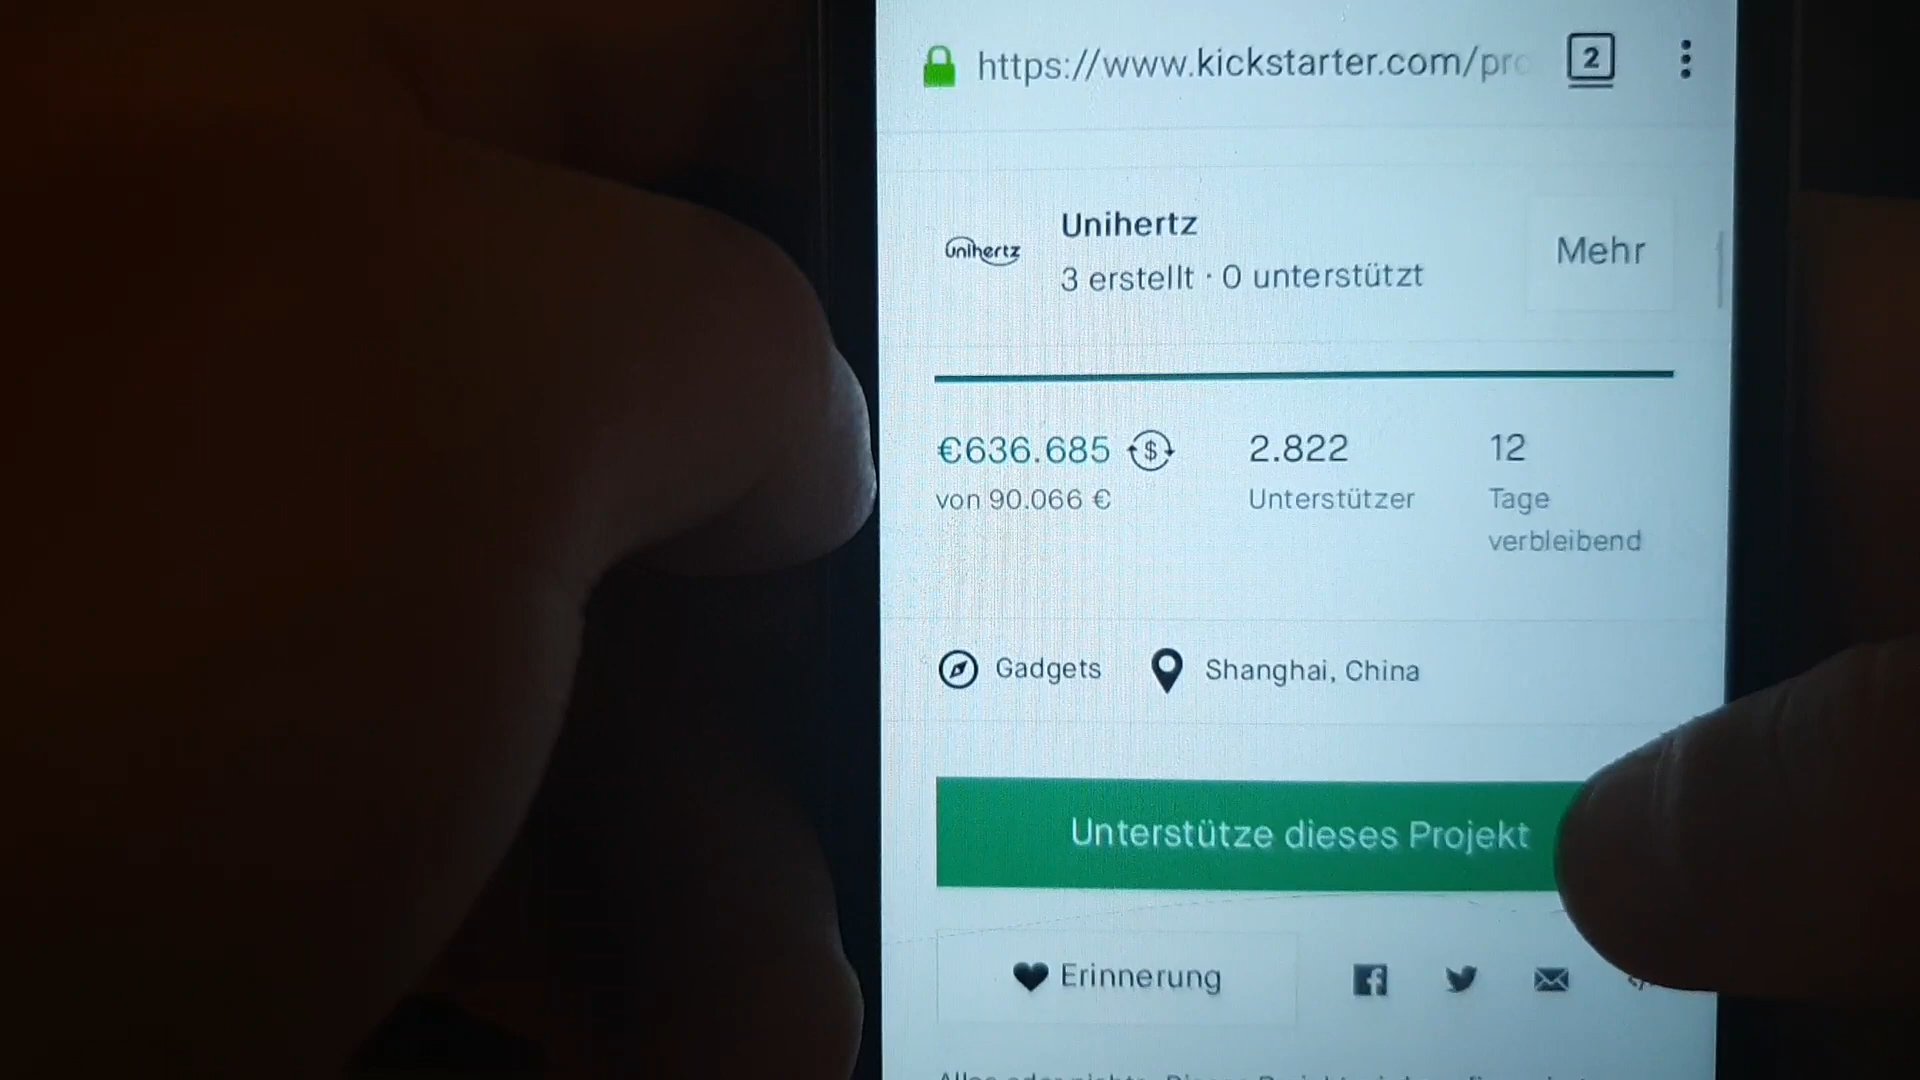 https://www.kickstarter.com/pro
2
unihertz
Unihertz
3 erstellt · 0 unterstützt
Mehr
€636.685
$
2.822
12
von 90.066 €
Unterstützer
Tage
verbleibend
Gadgets
Shanghai, China
Unterstütze dieses Projekt
Erinnerung